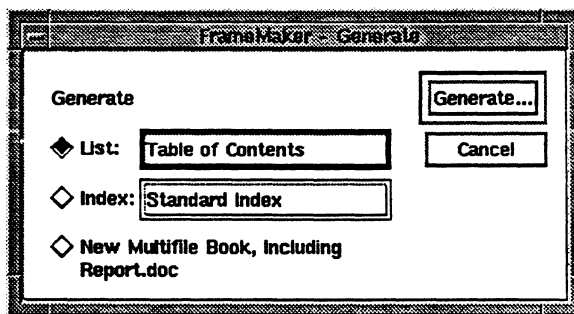 FrameMaker - Generate
Generate
Generate...
List: Table of Contents
Cancel
Index: Standard Index
New Multifile Book, Including
Report.doc